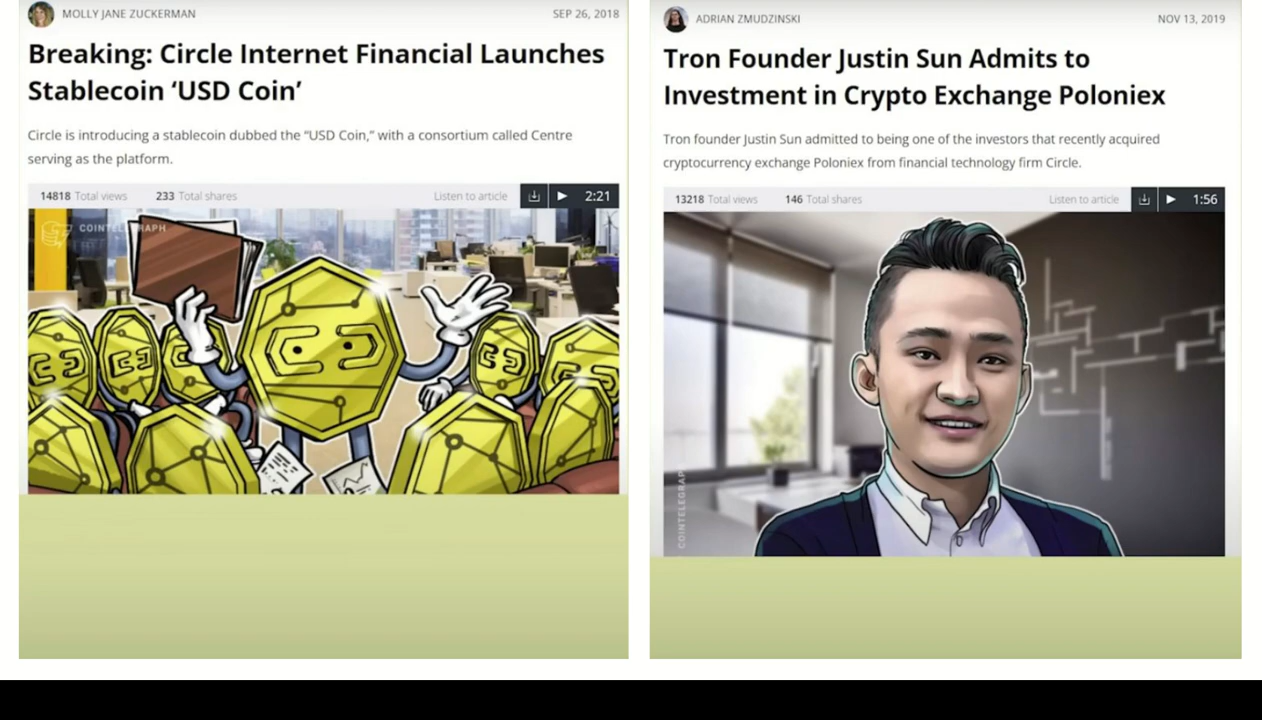 MOLLY JANE ZUCKERMAN
SEP 26, 2018
Breaking: Circle Internet Financial Launches
Stablecoin ‘USD Coin’
Circle is introducing a stablecoin dubbed the “USD Coin,” with a consortium called Centre
serving as the platform.
14818 Total views 233 Total shares Listen to article 2:21
COINTELEGRAPH
ADRIAN ZMUDZINSKI
NOV 13, 2019
Tron Founder Justin Sun Admits to
Investment in Crypto Exchange Poloniex
Tron founder Justin Sun admitted to being one of the investors that recently acquired
cryptocurrency exchange Poloniex from financial technology firm Circle.
13218 Total views 146 Total shares Listen to article 1:56
COINTELEGRAPH